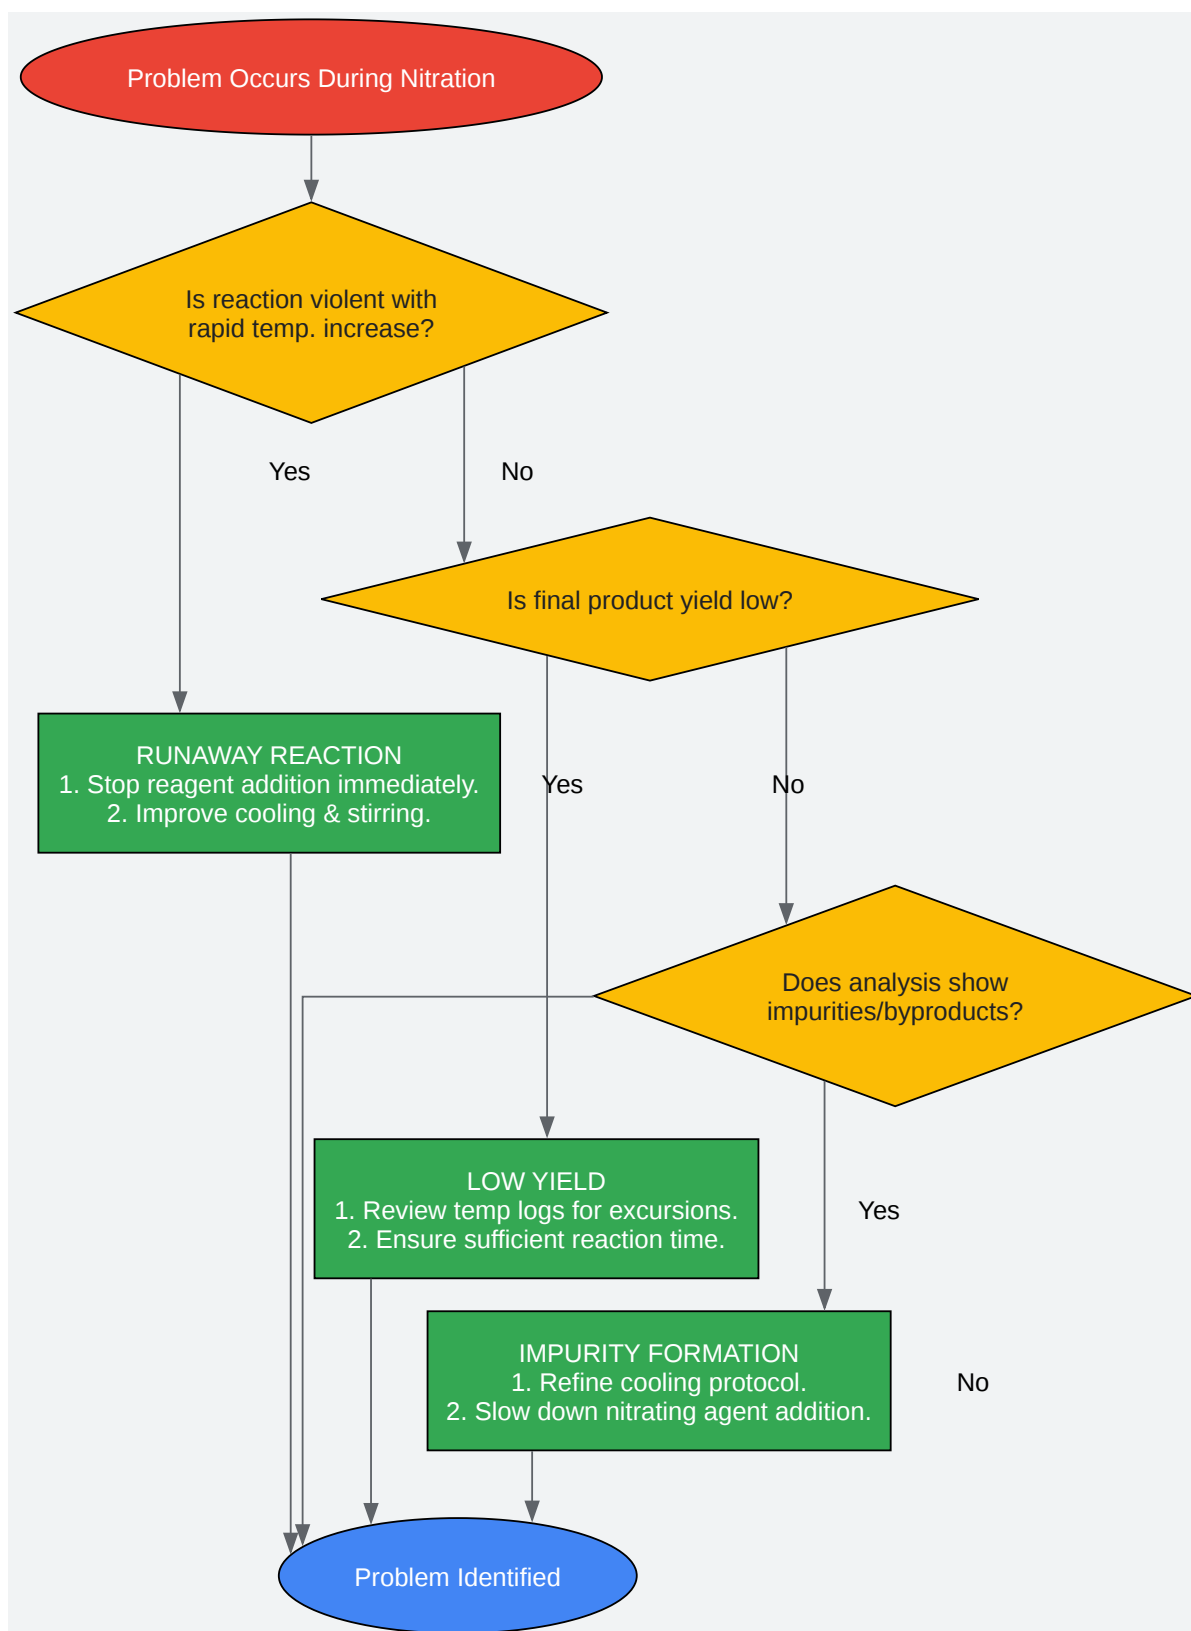 Problem Occurs During Nitration
Is reaction violent with
rapid temp. increase?
Yes
No
Is final product yield low?
RUNAWAY REACTION
1. Stop reagent addition immediately.
2. Improve cooling & stirring.
Yes
No
Does analysis show
impurities/byproducts?
LOW YIELD
1. Review temp logs for excursions.
2. Ensure sufficient reaction time.
Yes
IMPURITY FORMATION
1. Refine cooling protocol.
2. Slow down nitrating agent addition.
No
Problem Identified